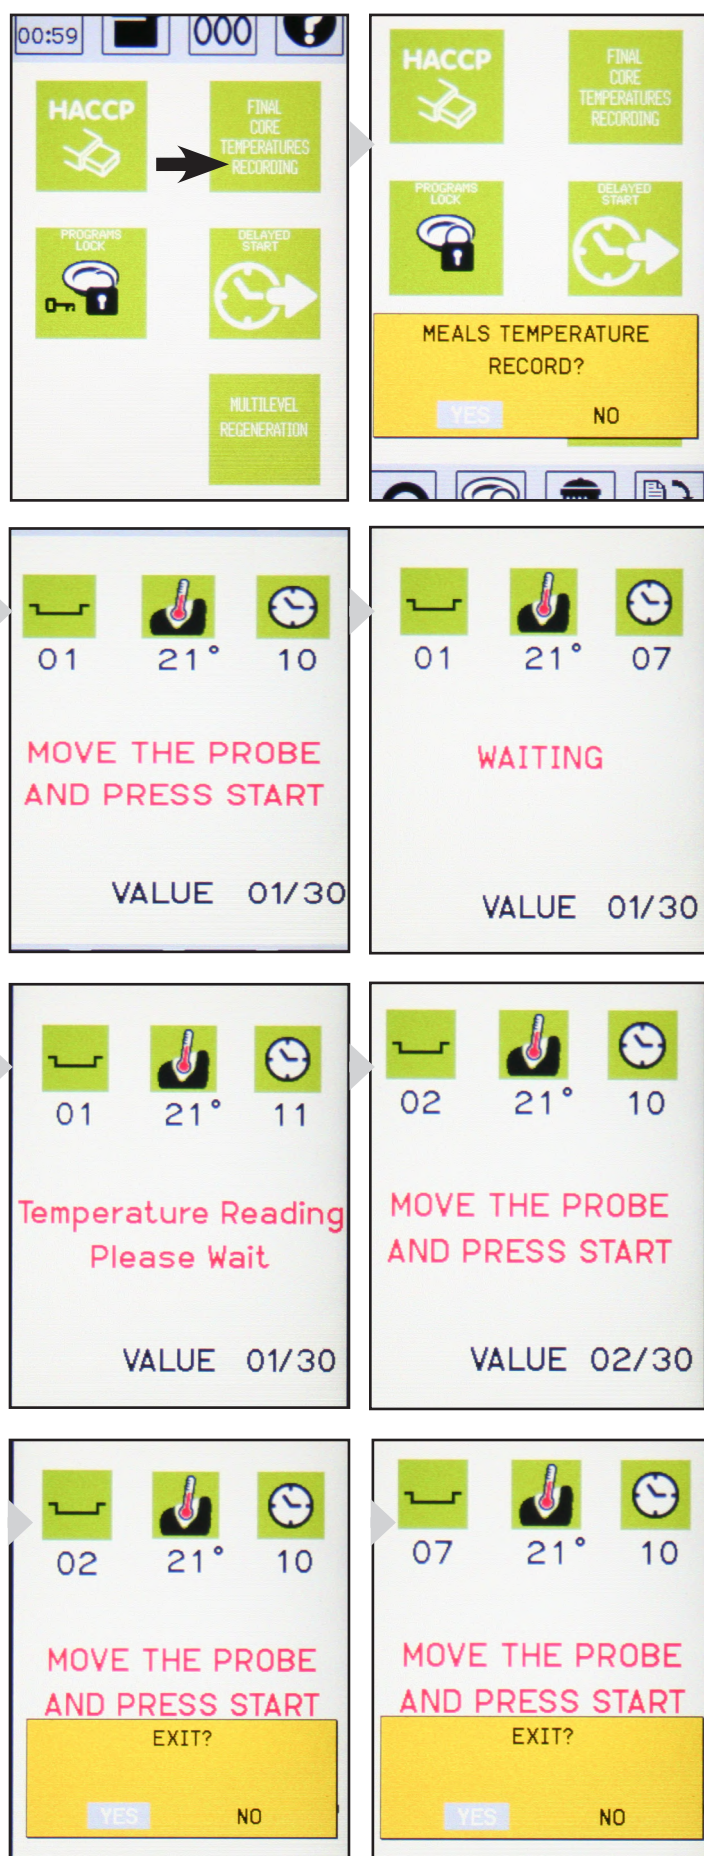 00:59
000
?
HACCP
FINAL
CORE
TEMPERATURES
RECORDING
PROGRAMS
LOCK
DELAYED
START
MULTILEVEL
REGENERATION
HACCP
FINAL
CORE
TEMPERATURES
RECORDING
PROGRAMS
LOCK
DELAYED
START
MEALS TEMPERATURE
RECORD?
YES NO
01 21° 10
MOVE THE PROBE
AND PRESS START
VALUE 01/30
01 21° 07
WAITING
VALUE 01/30
01 21° 11
Temperature Reading
Please Wait
VALUE 01/30
02 21° 10
MOVE THE PROBE
AND PRESS START
VALUE 02/30
02 21° 10
MOVE THE PROBE
AND PRESS START
EXIT?
YES NO
07 21° 10
MOVE THE PROBE
AND PRESS START
EXIT?
YES NO